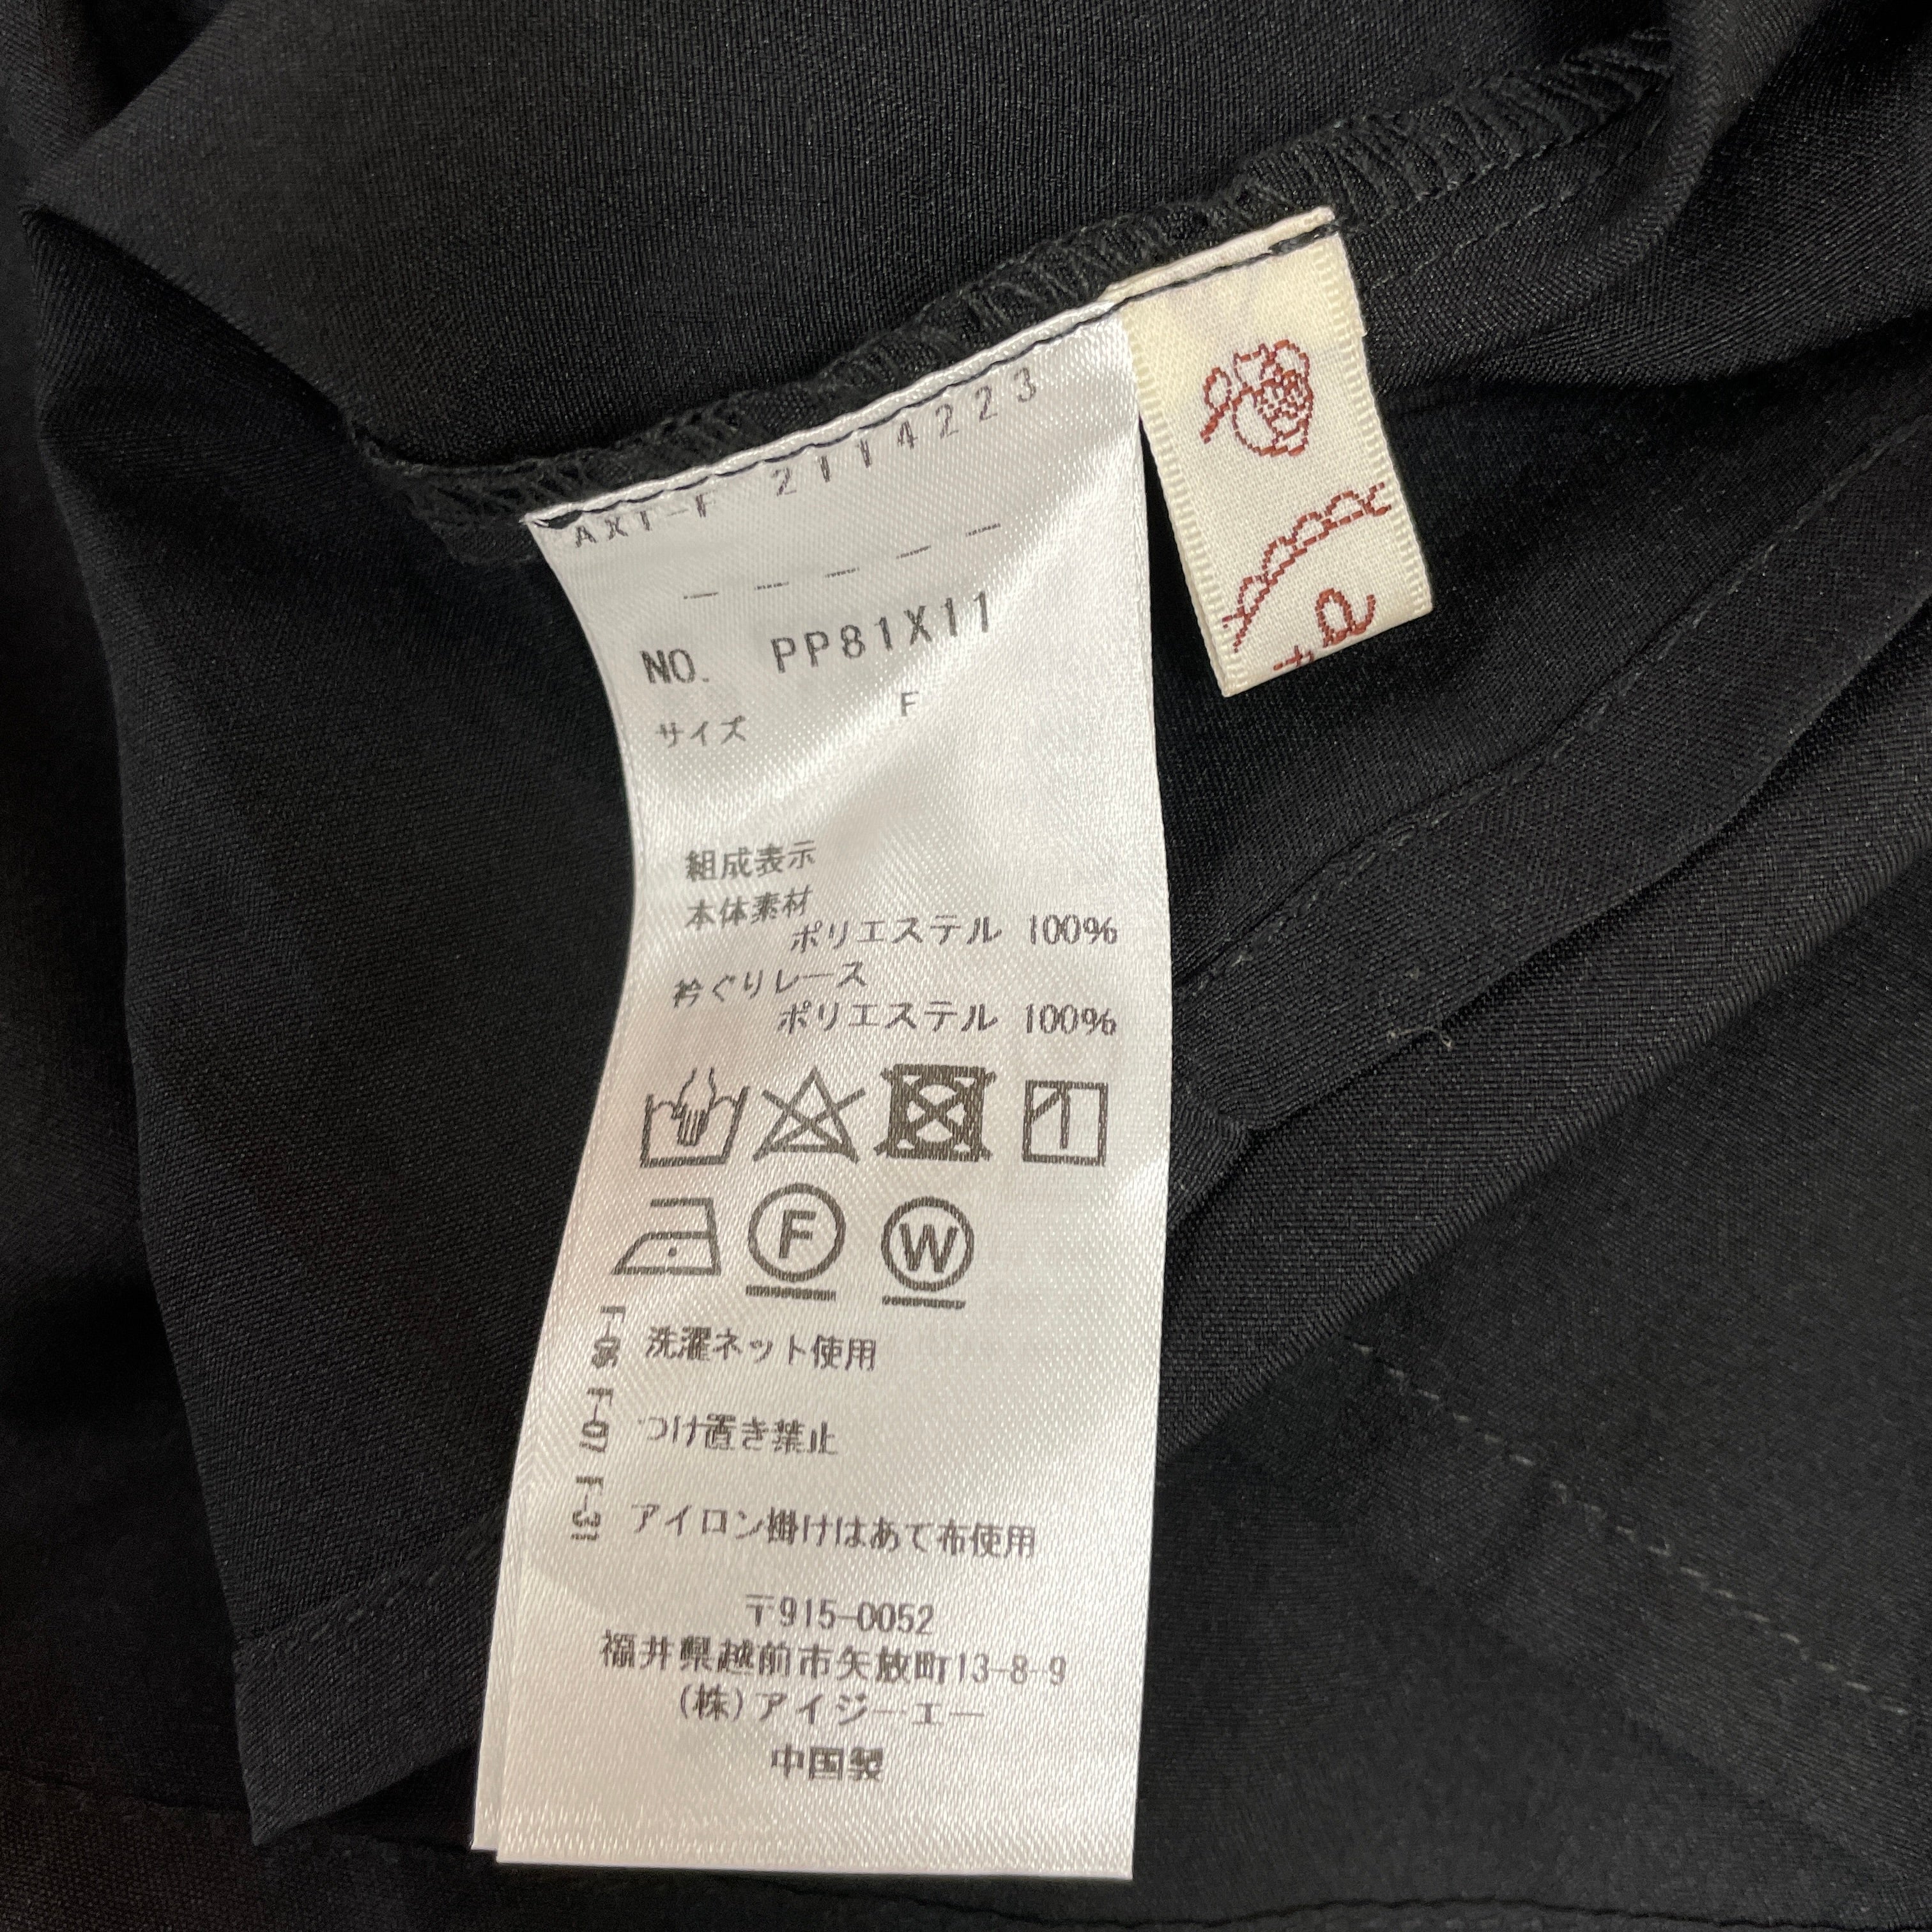 AXT-F 2114223
— — — — —
NO. PP81X11
サイズ F
組成表示
本体素材
ポリエステル 100%
衿ぐりレース
ポリエステル 100%
F
W
F-06 洗濯ネット使用
F-07 つけ置き禁止
F-31 アイロン掛けはあて布使用
〒915-0052
福井県越前市矢放町13-8-9
(株)アイジーエー
中国製